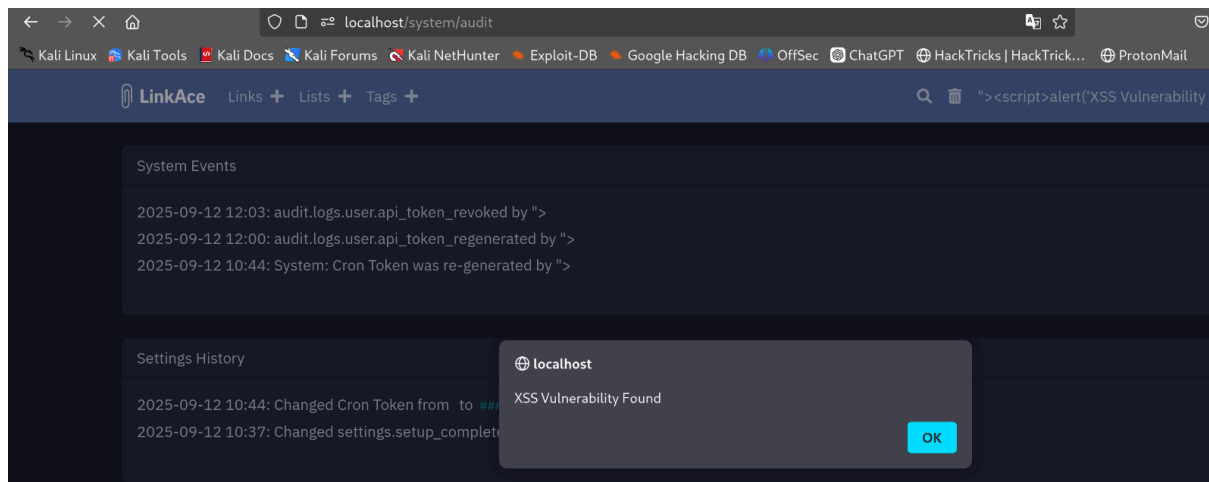 localhost/system/audit
Kali Linux Kali Tools Kali Docs Kali Forums Kali NetHunter Exploit-DB Google Hacking DB OffSec ChatGPT HackTricks | HackTrick... ProtonMail
LinkAce Links + Lists + Tags + "><script>alert('XSS Vulnerability
System Events
2025-09-12 12:03: audit.logs.user.api_token_revoked by ">
2025-09-12 12:00: audit.logs.user.api_token_regenerated by ">
2025-09-12 10:44: System: Cron Token was re-generated by ">
Settings History
2025-09-12 10:44: Changed Cron Token from to ###
2025-09-12 10:37: Changed settings.setup_complete
localhost
XSS Vulnerability Found
OK